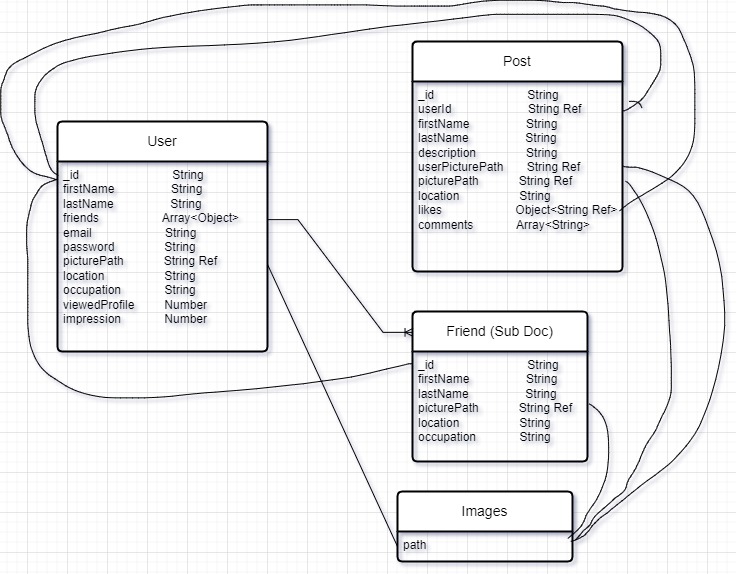 Post
_id String
userId String Ref
firstName String
lastName String
description String
userPicturePath String Ref
picturePath String Ref
location String
likes Object<String Ref>
comments Array<String>
User
_id String
firstName String
lastName String
friends Array<Object>
email String
password String
picturePath String Ref
location String
occupation String
viewedProfile Number
impression Number
Friend (Sub Doc)
_id String
firstName String
lastName String
picturePath String Ref
location String
occupation String
Images
path